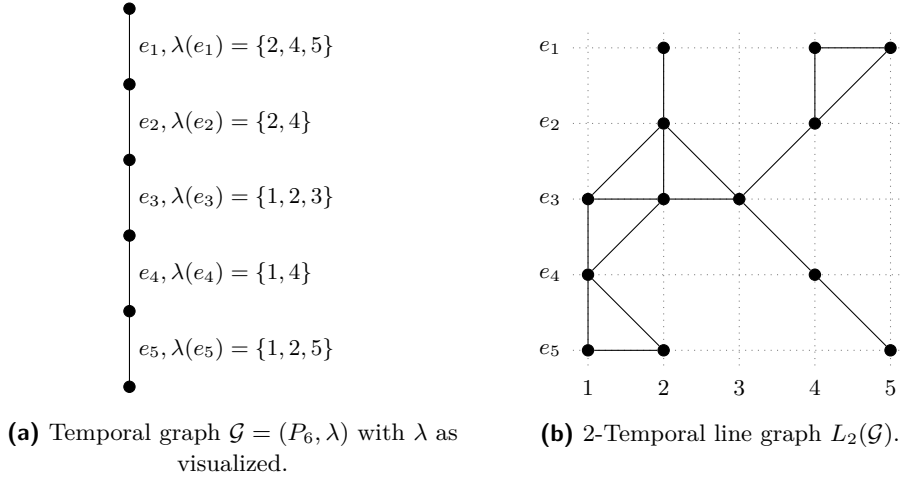 e₁, λ(e₁) = {2, 4, 5}
e₂, λ(e₂) = {2, 4}
e₃, λ(e₃) = {1, 2, 3}
e₄, λ(e₄) = {1, 4}
e₅, λ(e₅) = {1, 2, 5}
(a) Temporal graph 𝒢 = (P₆, λ) with λ as
visualized.
e₁
e₂
e₃
e₄
e₅
1 2 3 4 5
(b) 2-Temporal line graph L₂(𝒢).